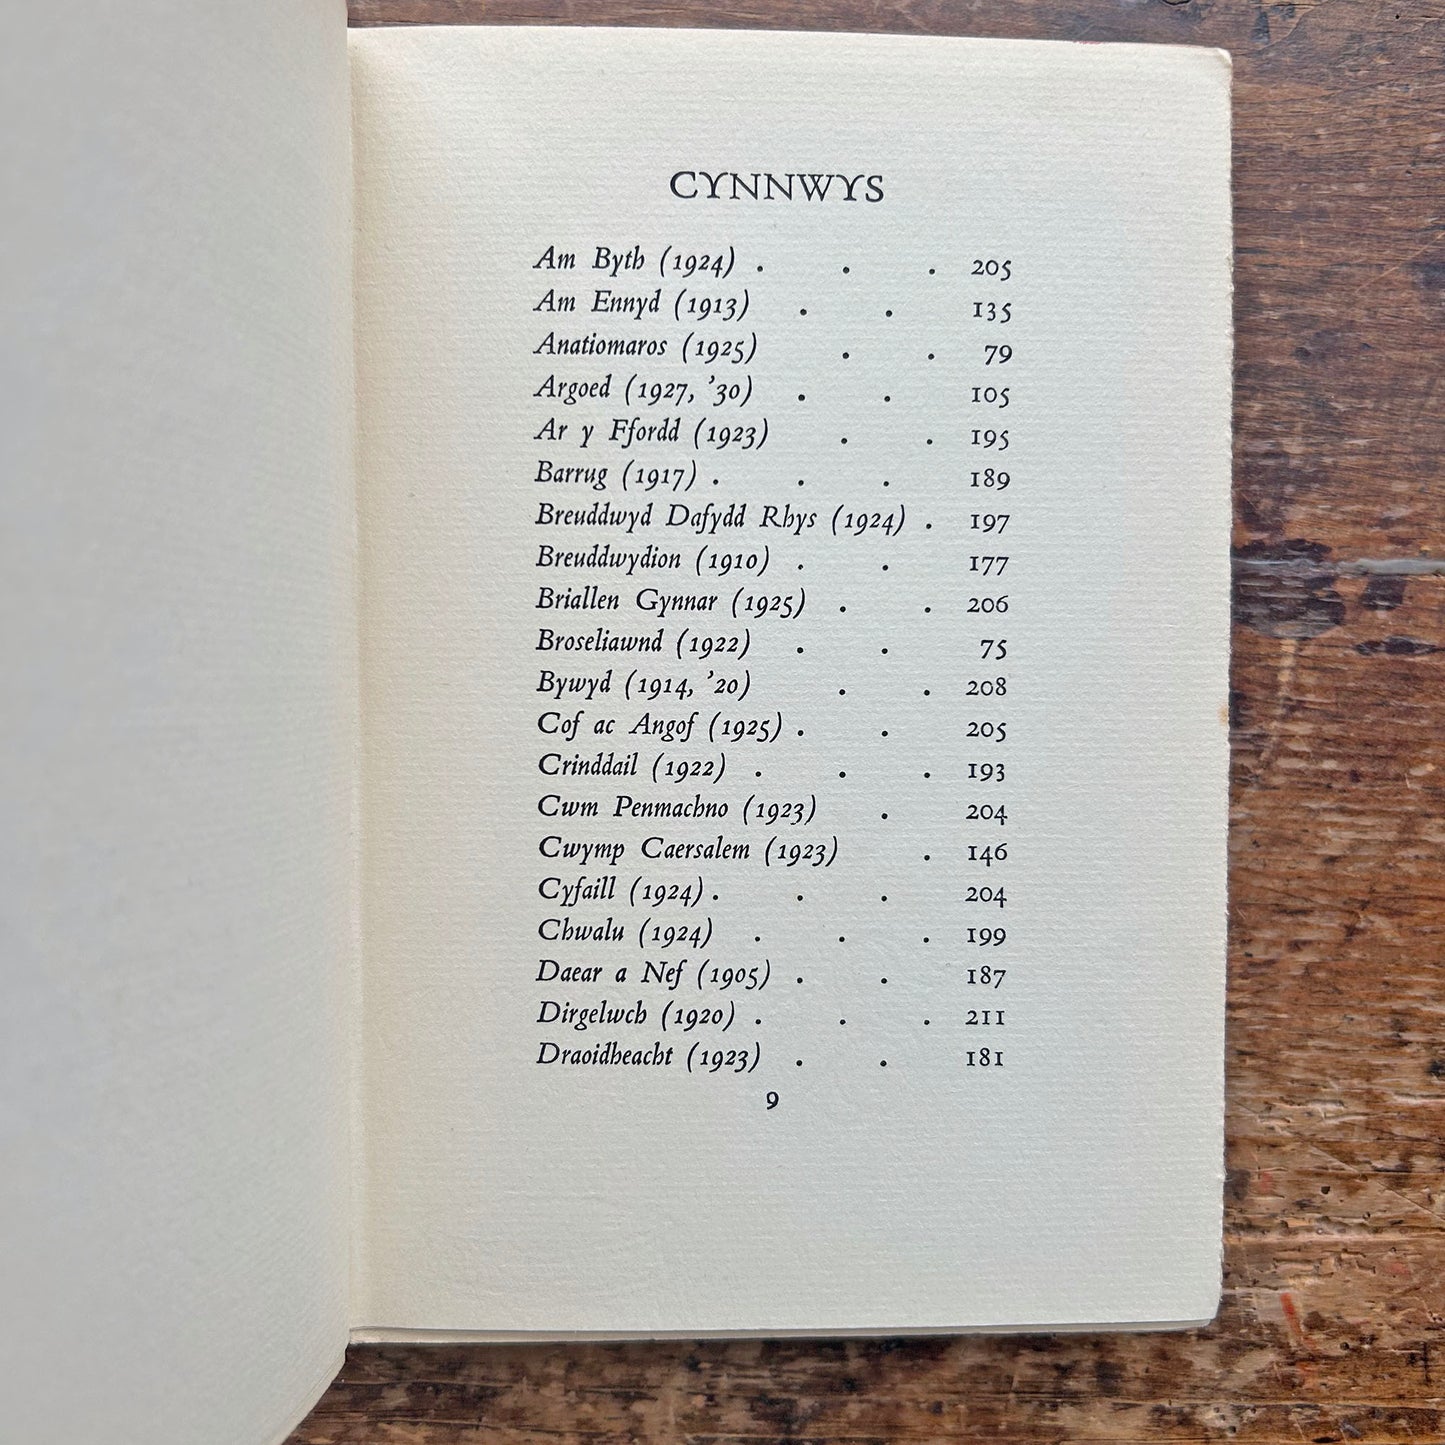 CYNNWYS
Am Byth (1924) . . . 205
Am Ennyd (1913) . . 135
Anatiomaros (1925) . . 79
Argoed (1927, ’30) . . 105
Ar y Ffordd (1923) . . 195
Barrug (1917) . . . 189
Breuddwyd Dafydd Rhys (1924) . 197
Breuddwydion (1910) . . 177
Briallen Gynnar (1925) . . 206
Broseliawnd (1922) . . 75
Bywyd (1914, ’20) . . 208
Cof ac Angof (1925) . . 205
Crinddail (1922) . . . 193
Cwm Penmachno (1923) . 204
Cwymp Caersalem (1923) . 146
Cyfaill (1924) . . . 204
Chwalu (1924) . . . 199
Daear a Nef (1905) . . 187
Dirgelwch (1920) . . . 211
Draoidheacht (1923) . . 181
9